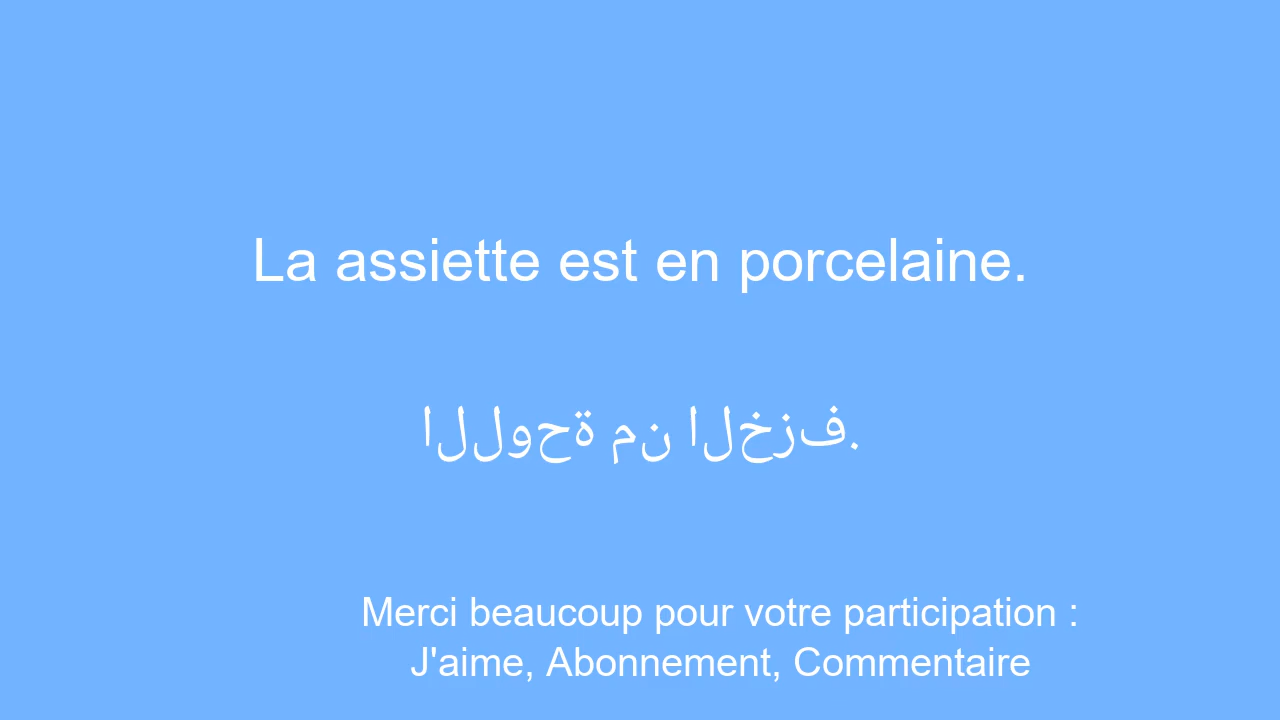 La assiette est en porcelaine.
اللوحة من الخزف.
Merci beaucoup pour votre participation :
J'aime, Abonnement, Commentaire